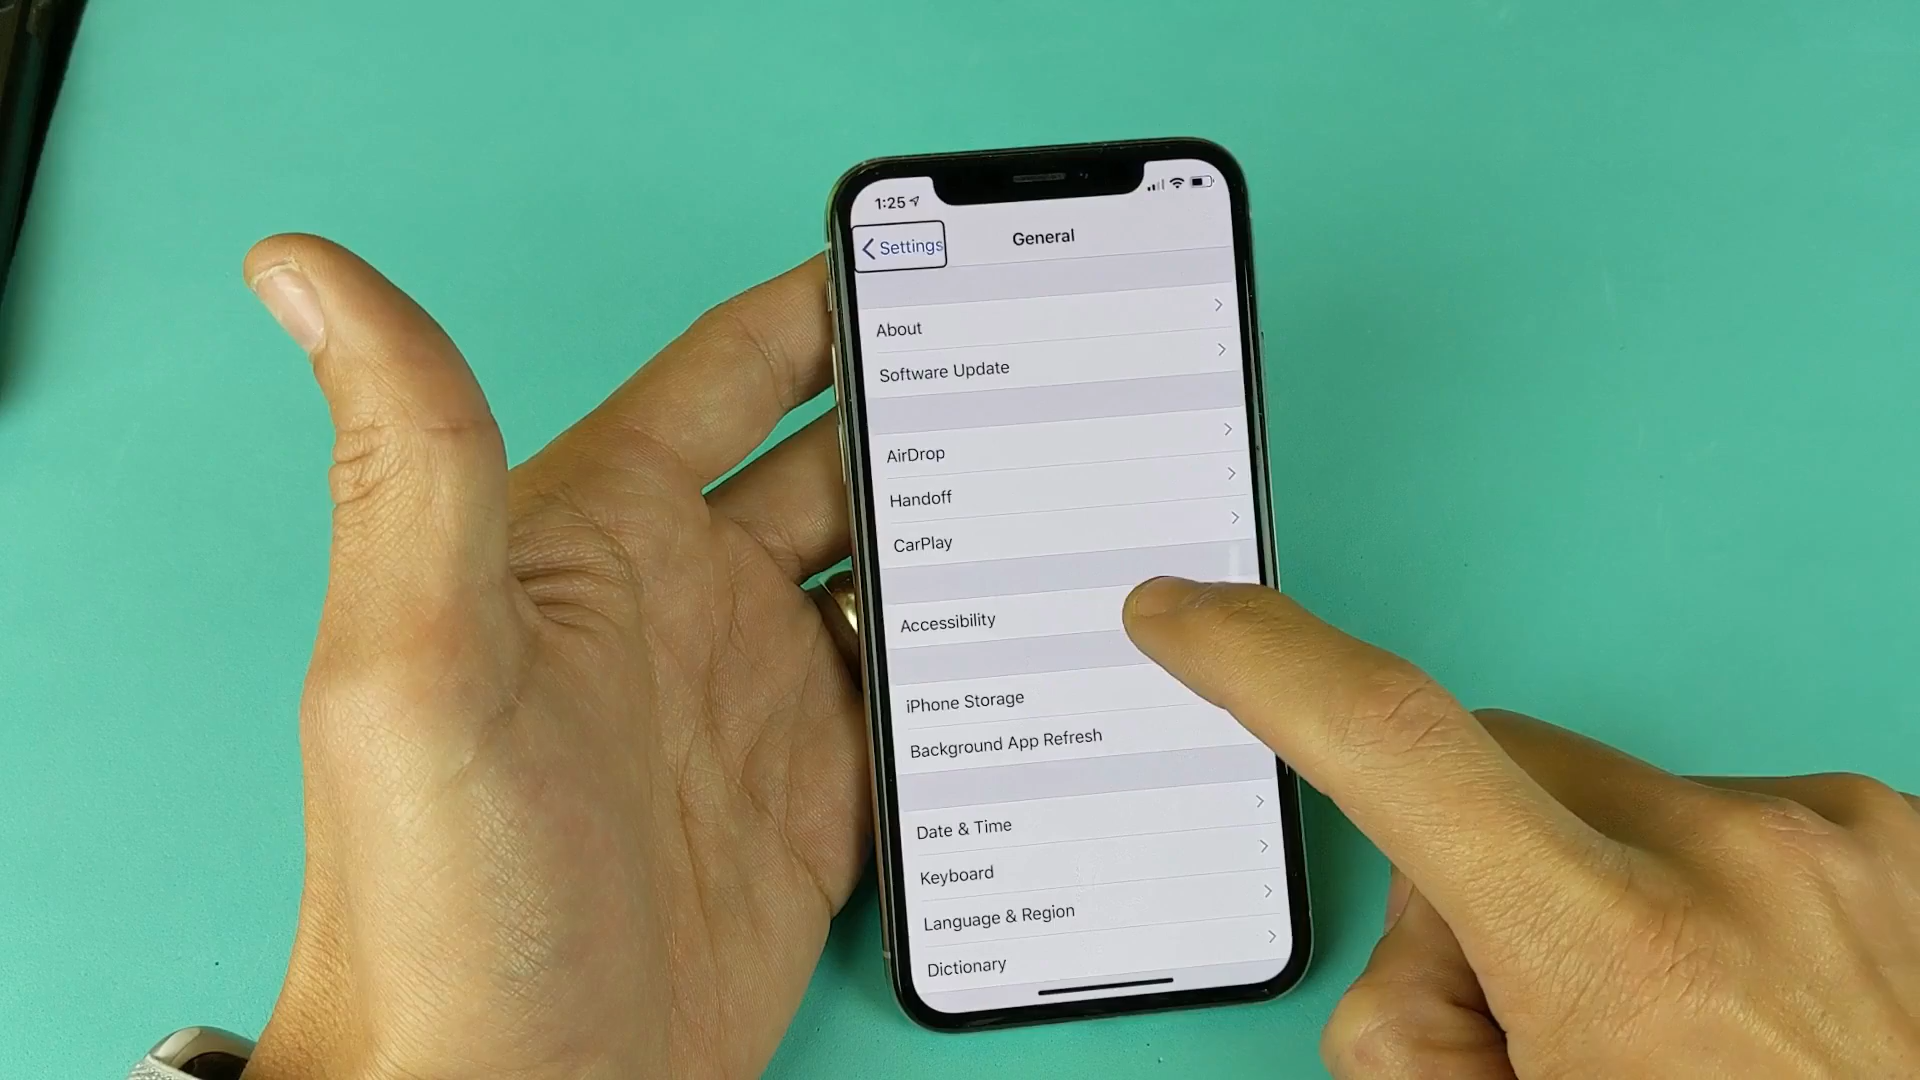 1:25
Settings
General
About
Software Update
AirDrop
Handoff
CarPlay
Accessibility
iPhone Storage
Background App Refresh
Date & Time
Keyboard
Language & Region
Dictionary